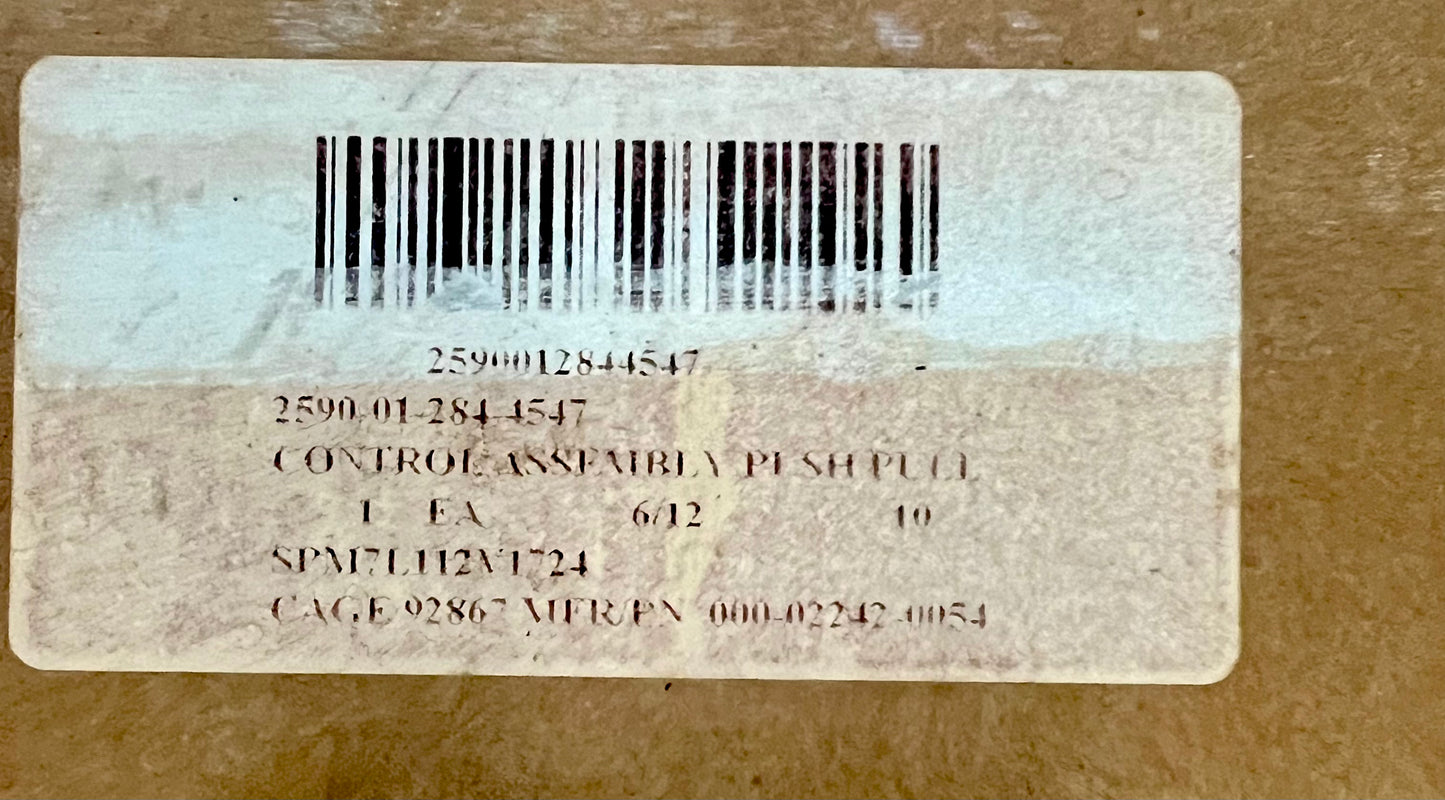 2590012844547 -
2590-01-284-4547
CONTROL ASSEMBLY PUSH PULL
1 EA 6/12 10
SPM7L112V1724
CAGE 92867 MFR/PN 000-02242-0054